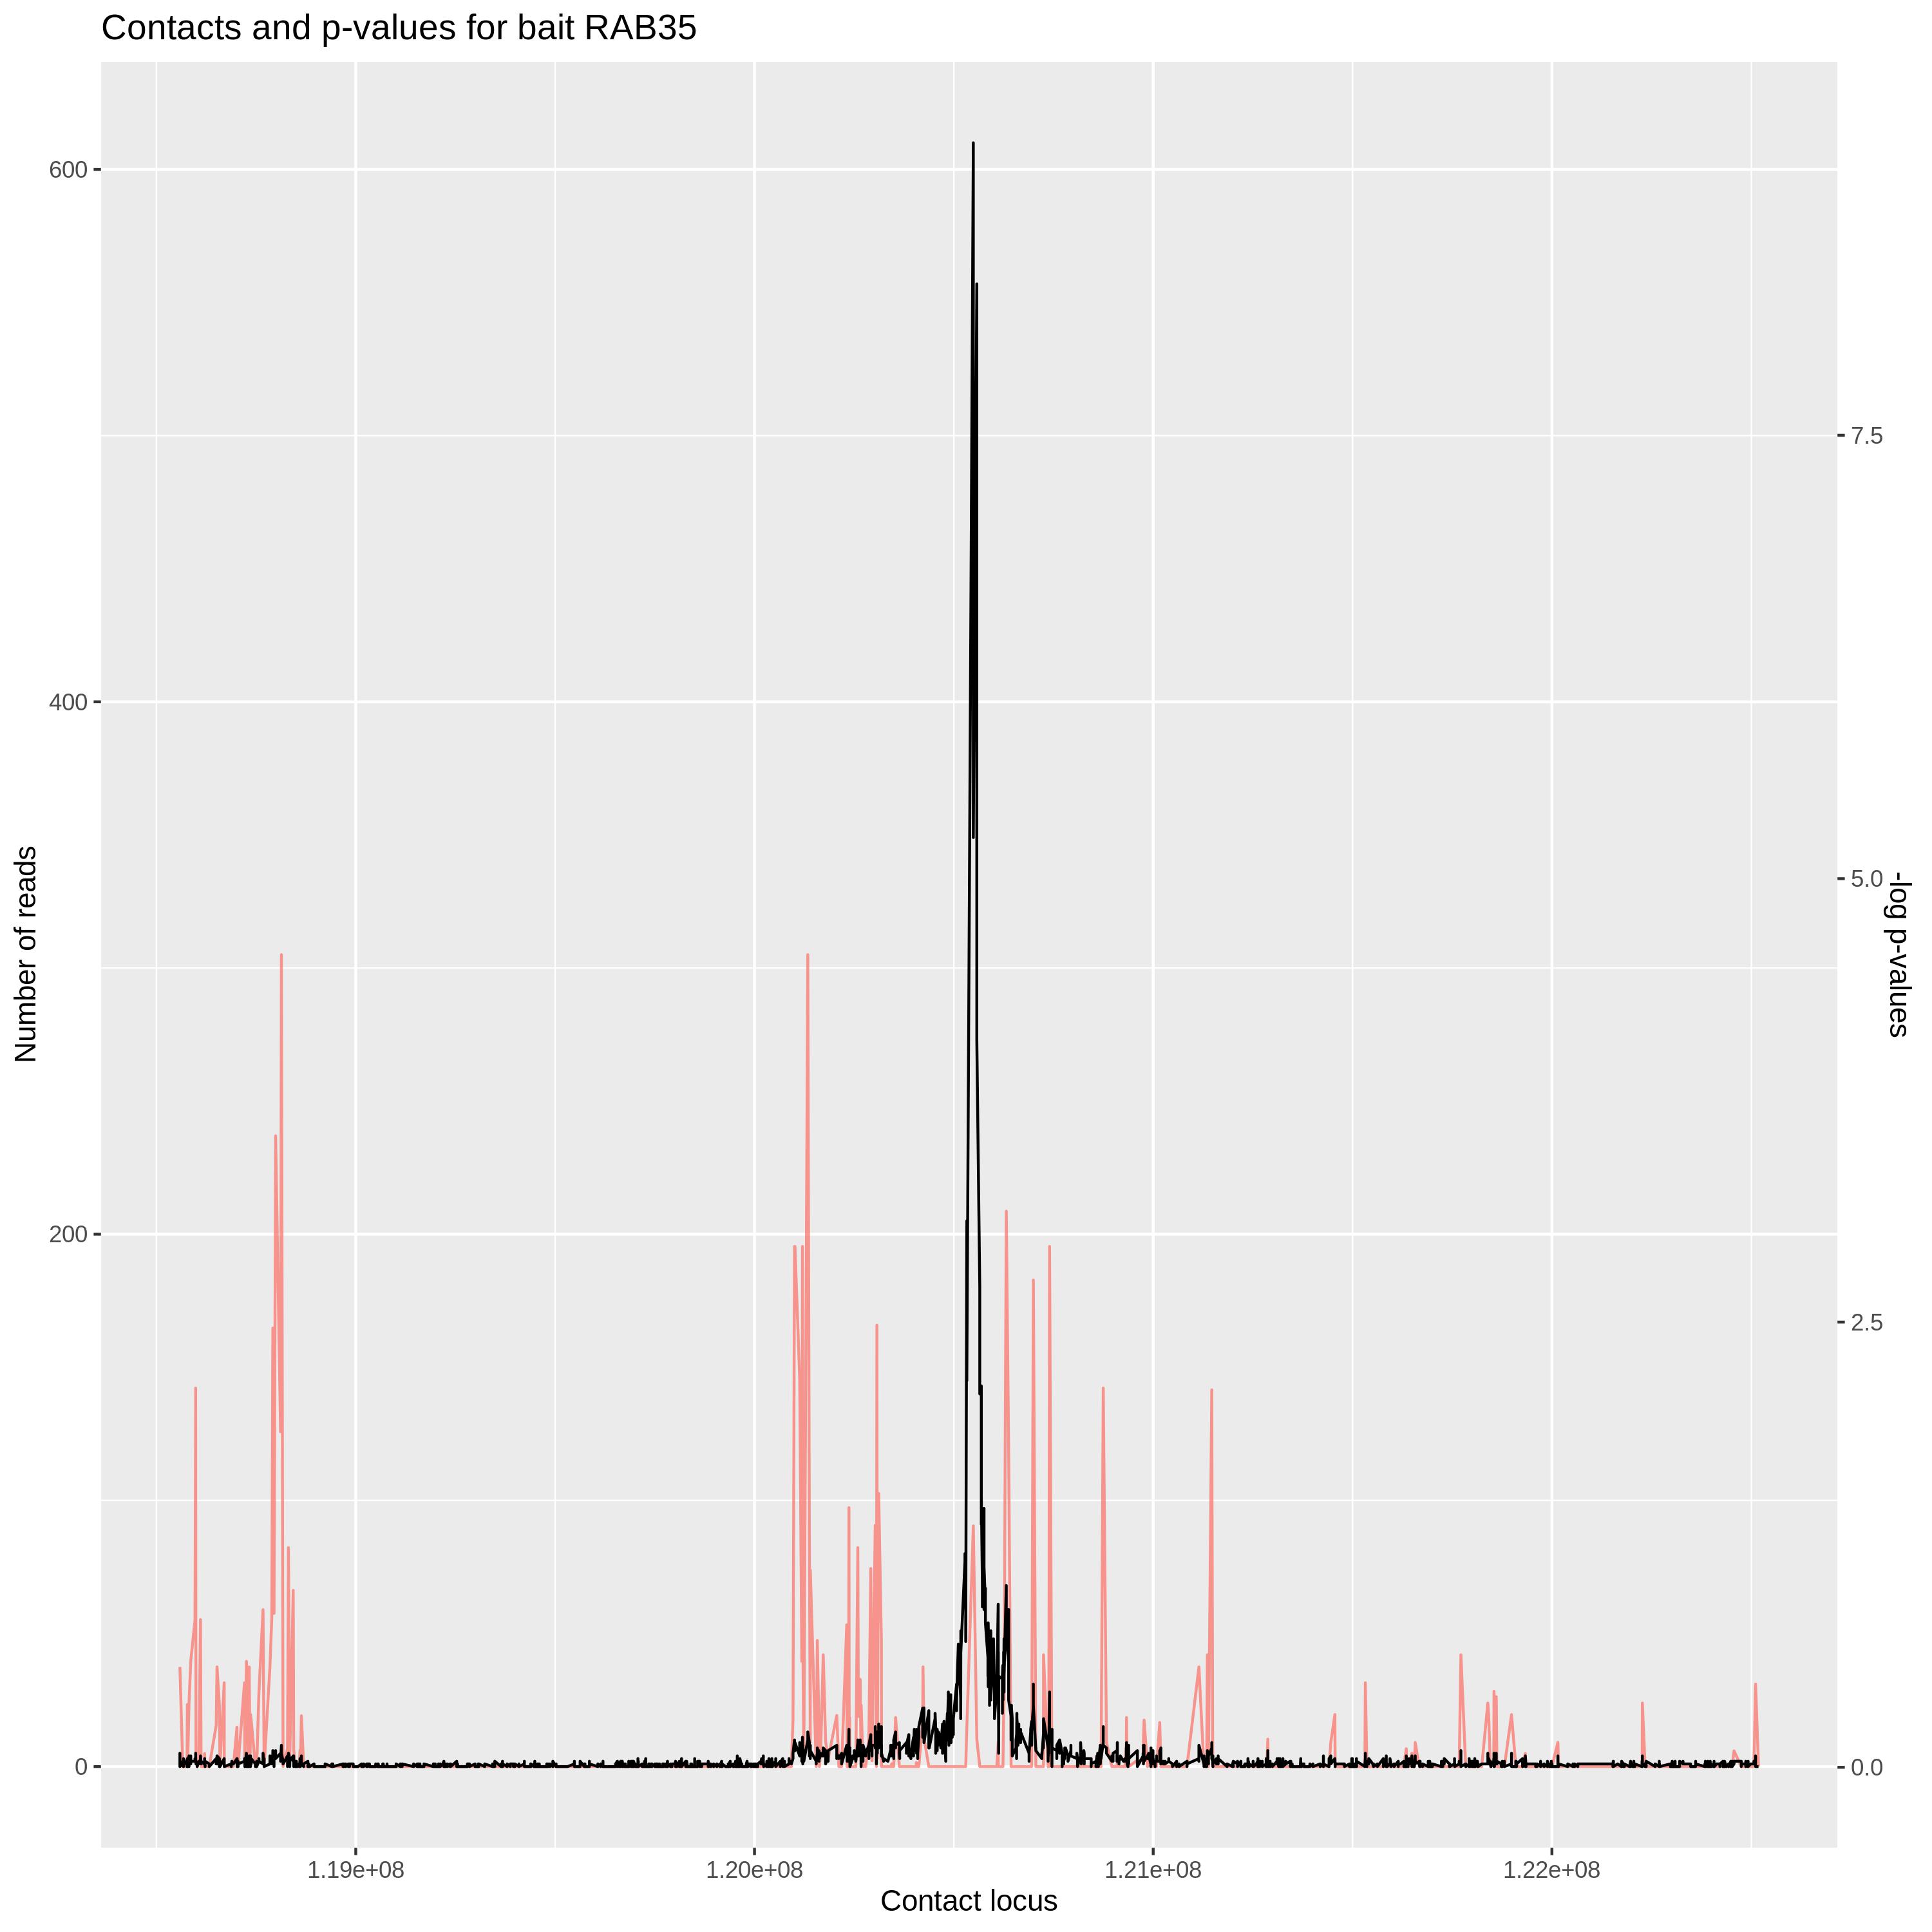 Contacts and p-values for bait RAB35
600
400
200
0
Number of reads
7.5
5.0
2.5
0.0
-log p-values
1.19e+08
1.20e+08
1.21e+08
1.22e+08
Contact locus